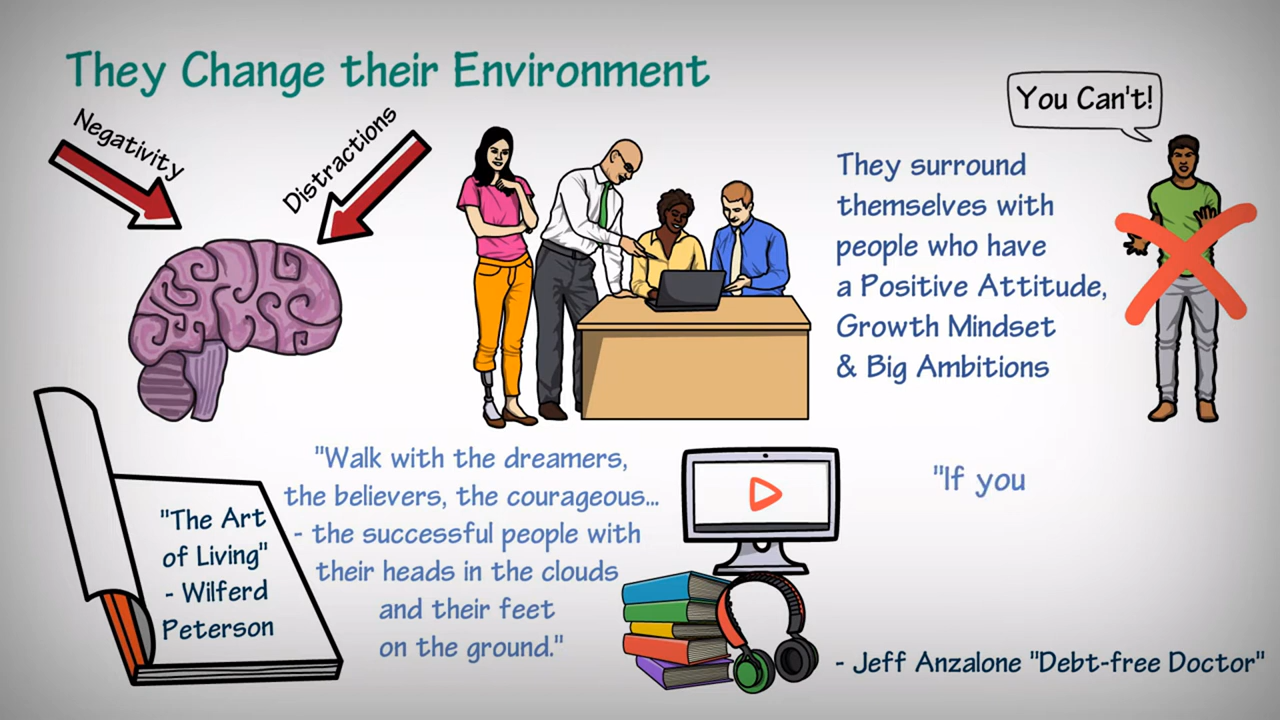 They Change their Environment
You Can't!
Negativity
Distractions
They surround
themselves with
people who have
a Positive Attitude,
Growth Mindset
& Big Ambitions
"The Art
of Living"
- Wilferd
Peterson
"Walk with the dreamers,
the believers, the courageous...
- the successful people with
their heads in the clouds
and their feet
on the ground."
"If you
- Jeff Anzalone "Debt-free Doctor"